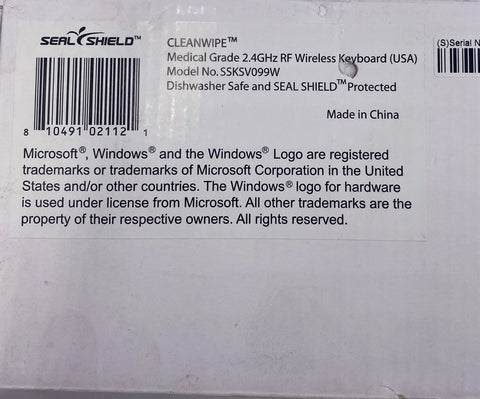 SEAL SHIELD™
CLEANWIPE™
Medical Grade 2.4GHz RF Wireless Keyboard (USA)
Model No. SSKSV099W
Dishwasher Safe and SEAL SHIELD™ Protected
Made in China
(S)Serial N
8 10491 02112 1
Microsoft®, Windows® and the Windows® Logo are registered
trademarks or trademarks of Microsoft Corporation in the United
States and/or other countries. The Windows® logo for hardware
is used under license from Microsoft. All other trademarks are the
property of their respective owners. All rights reserved.